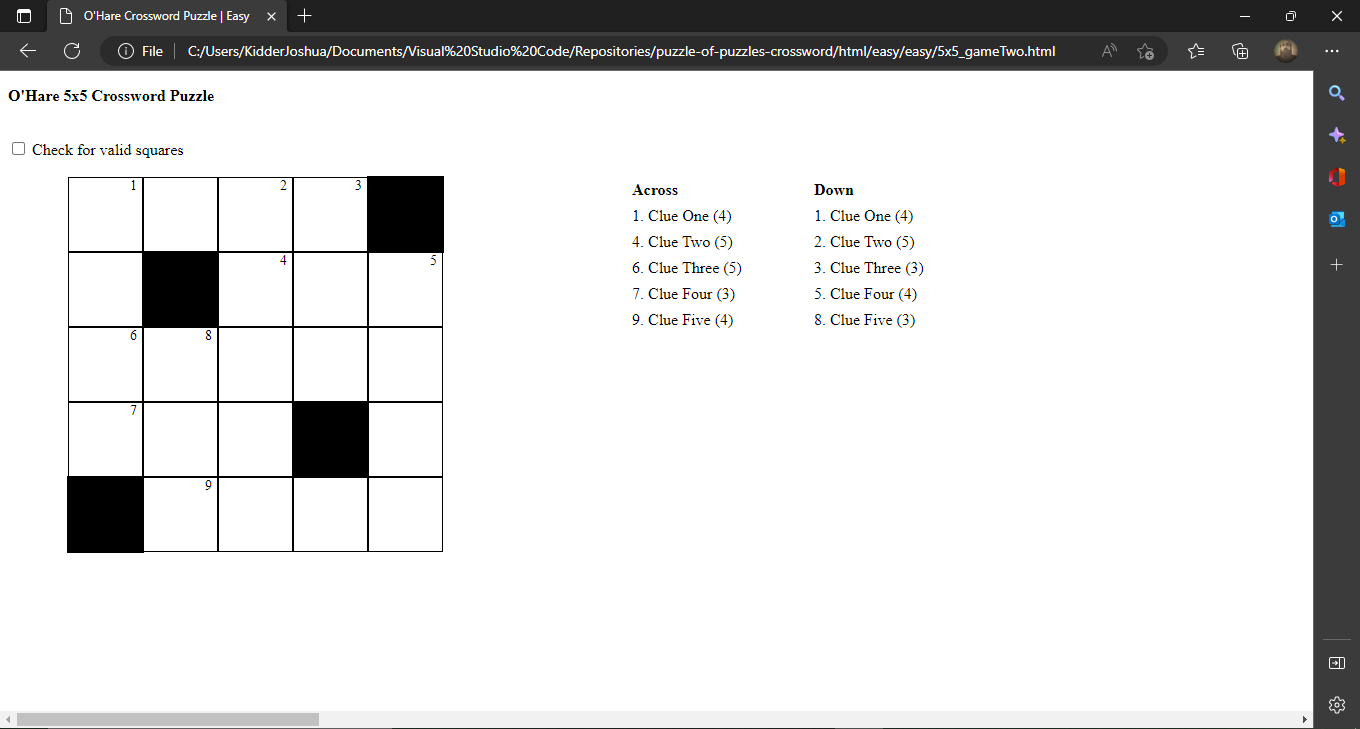 O'Hare Crossword Puzzle | Easy
File C:/Users/KidderJoshua/Documents/Visual%20Studio%20Code/Repositories/puzzle-of-puzzles-crossword/html/easy/easy/5x5_gameTwo.html
O'Hare 5x5 Crossword Puzzle
Check for valid squares
1 2 3
4 5
6 8
7
9
Across
1. Clue One (4)
4. Clue Two (5)
6. Clue Three (5)
7. Clue Four (3)
9. Clue Five (4)
Down
1. Clue One (4)
2. Clue Two (5)
3. Clue Three (3)
5. Clue Four (4)
8. Clue Five (3)